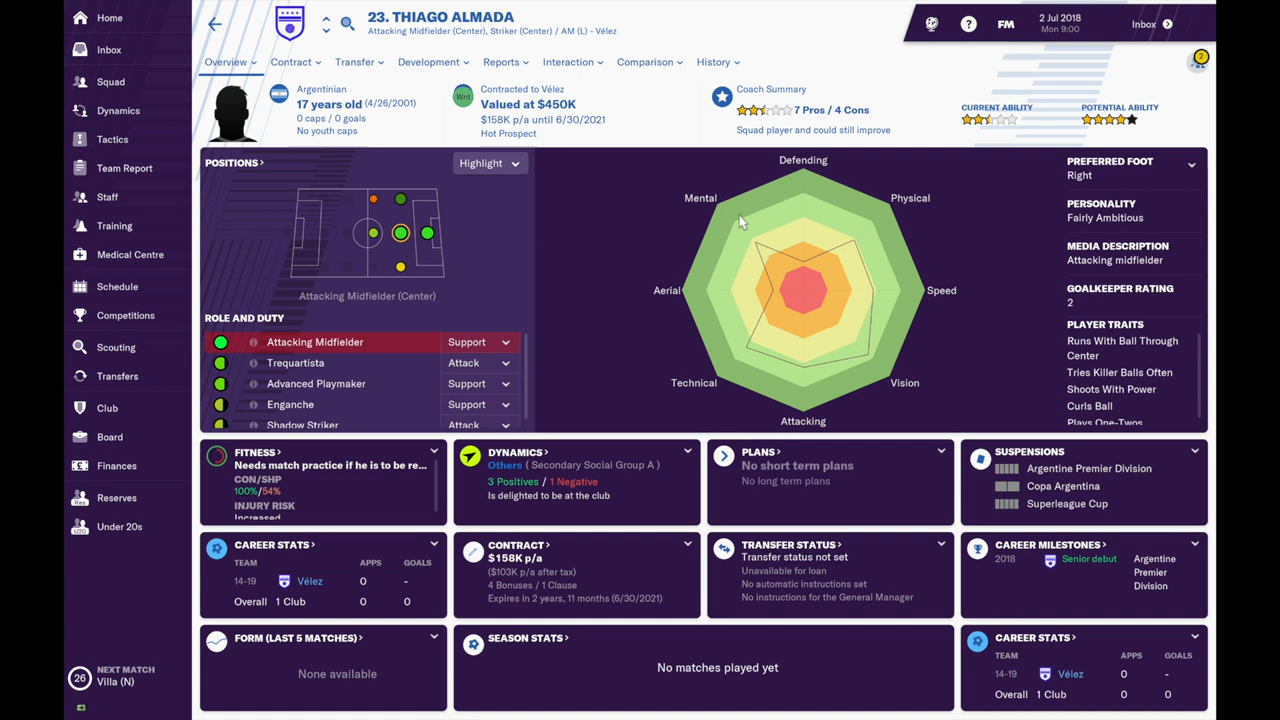 Home
Inbox
Squad
Dynamics
Tactics
Team Report
Staff
Training
Medical Centre
Schedule
Competitions
Scouting
Transfers
Club
Board
Finances
Reserves
Under 20s
26
NEXT MATCH
Villa (N)
23. THIAGO ALMADA
Attacking Midfielder (Center), Striker (Center) / AM (L) - Vélez
?
FM
2 Jul 2018
Mon 9:00
Inbox
Overview
Contract
Transfer
Development
Reports
Interaction
Comparison
History
2
Argentinian
17 years old (4/26/2001)
0 caps / 0 goals
No youth caps
Wnt
Contracted to Vélez
Valued at $450K
$158K p/a until 6/30/2021
Hot Prospect
Coach Summary
7 Pros / 4 Cons
Squad player and could still improve
CURRENT ABILITY
POTENTIAL ABILITY
POSITIONS
Highlight
Attacking Midfielder (Center)
ROLE AND DUTY
Attacking Midfielder Support
Trequartista Attack
Advanced Playmaker Support
Enganche Support
Shadow Striker Attack
Defending
Mental
Physical
Aerial
Speed
Technical
Vision
Attacking
PREFERRED FOOT
Right
PERSONALITY
Fairly Ambitious
MEDIA DESCRIPTION
Attacking midfielder
GOALKEEPER RATING
2
PLAYER TRAITS
Runs With Ball Through
Center
Tries Killer Balls Often
Shoots With Power
Curls Ball
Plays One-Twos
FITNESS
Needs match practice if he is to be re...
CON/SHP
100%/54%
INJURY RISK
Increased
DYNAMICS
Others ( Secondary Social Group A )
3 Positives / 1 Negative
Is delighted to be at the club
PLANS
No short term plans
No long term plans
SUSPENSIONS
Argentine Premier Division
Copa Argentina
Superleague Cup
CAREER STATS
TEAM APPS GOALS
14-19 Vélez 0 -
Overall 1 Club 0 0
CONTRACT
$158K p/a
($103K p/a after tax)
4 Bonuses / 1 Clause
Expires in 2 years, 11 months (6/30/2021)
TRANSFER STATUS
Transfer status not set
Unavailable for loan
No automatic instructions set
No instructions for the General Manager
CAREER MILESTONES
2018 Senior debut Argentine
Premier
Division
FORM (LAST 5 MATCHES)
None available
SEASON STATS
No matches played yet
CAREER STATS
TEAM APPS GOALS
14-19 Vélez 0 -
Overall 1 Club 0 0